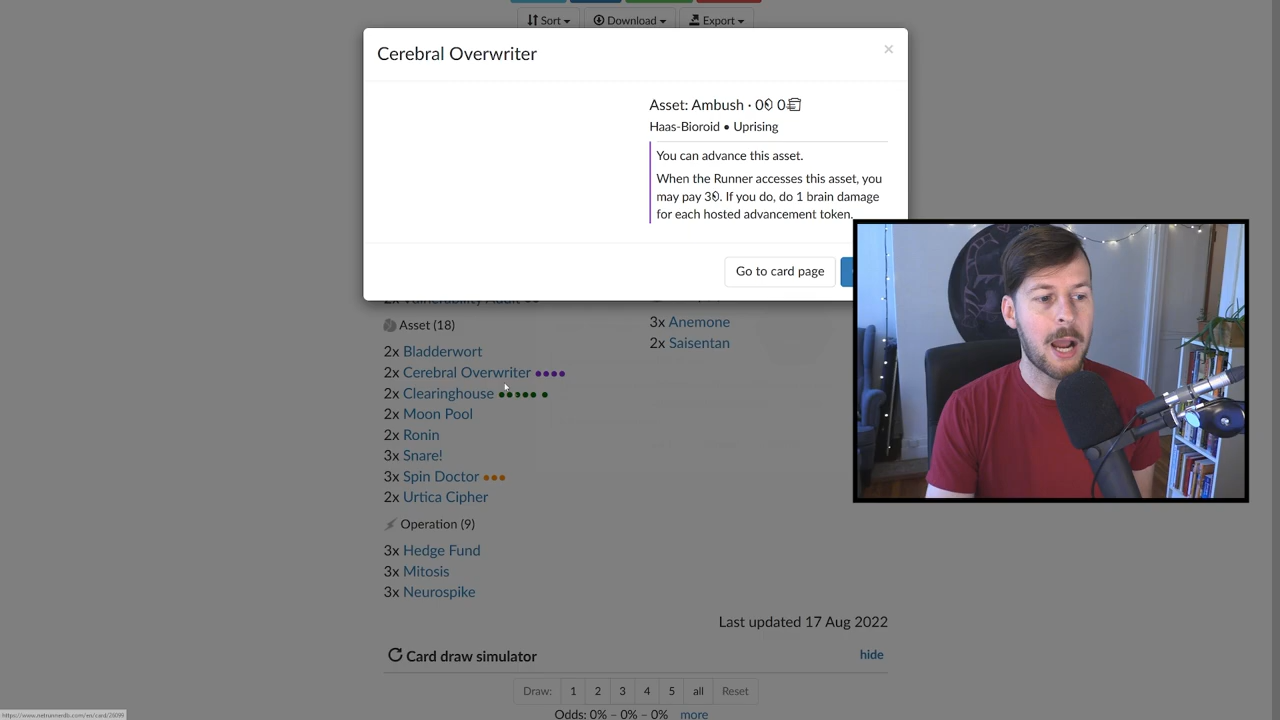 Sort
Download
Export
Cerebral Overwriter
×
Asset: Ambush · 0 0
Haas-Bioroid • Uprising
You can advance this asset.
When the Runner accesses this asset, you
may pay 3. If you do, do 1 brain damage
for each hosted advancement token.
Go to card page
2x Vulnerability Audit
Asset (18)
2x Bladderwort
2x Cerebral Overwriter ●●●●
2x Clearinghouse ●●●●● ●
2x Moon Pool
2x Ronin
3x Snare!
3x Spin Doctor ●●●
2x Urtica Cipher
Operation (9)
3x Hedge Fund
3x Mitosis
3x Neurospike
3x Anemone
2x Saisentan
Last updated 17 Aug 2022
Card draw simulator
hide
Draw: 1 2 3 4 5 all Reset
Odds: 0% – 0% – 0% more